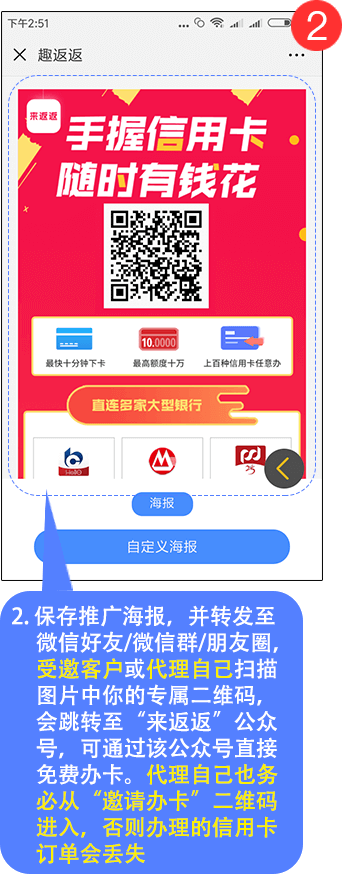 下午2:51
2
趣返返
来返返
手握信用卡
随时有钱花
10.0000
最快十分钟下卡
最高额度十万
上百种信用卡任意办
直连多家大型银行
海报
自定义海报
2. 保存推广海报，并转发至
微信好友/微信群/朋友圈，
受邀客户或代理自己扫描
图片中你的专属二维码，
会跳转至“来返返”公众
号，可通过该公众号直接
免费办卡。代理自己也务
必从“邀请办卡”二维码
进入，否则办理的信用卡
订单会丢失